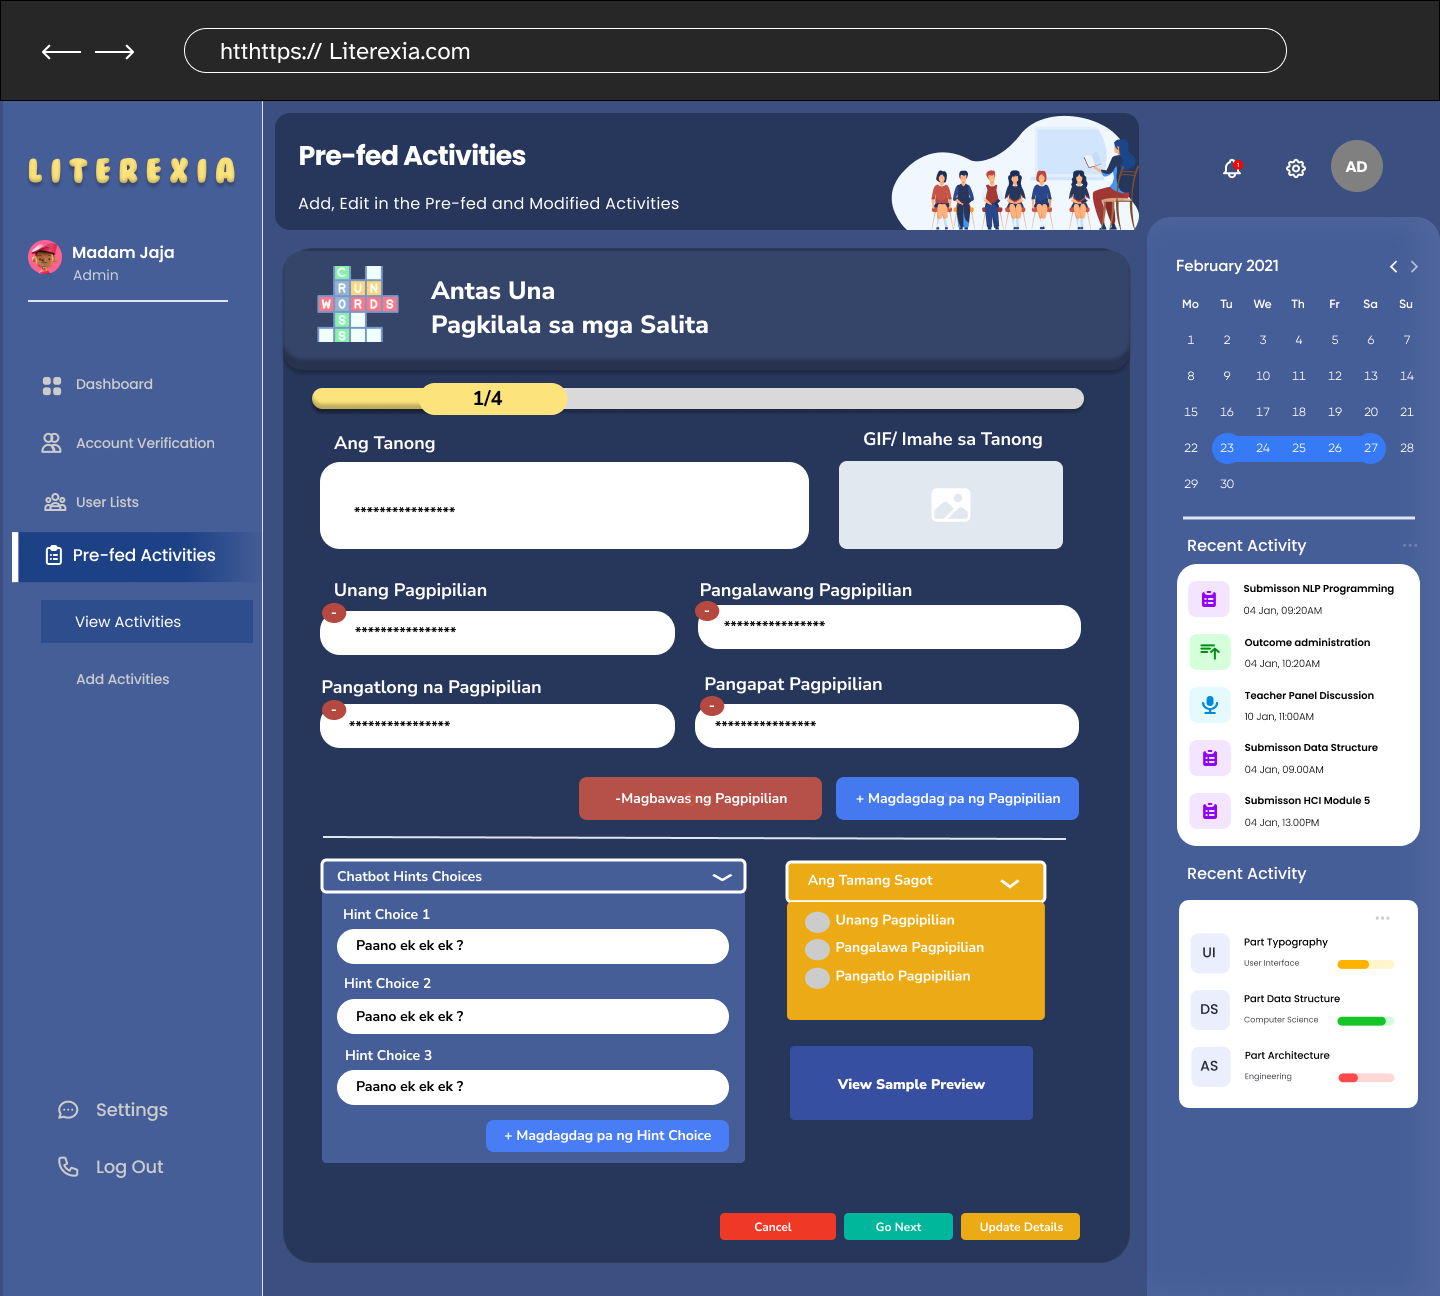 htthttps:// Literexia.com
LITEREXIA
Madam Jaja
Admin
Dashboard
Account Verification
User Lists
Pre-fed Activities
View Activities
Add Activities
Settings
Log Out
Pre-fed Activities
Add, Edit in the Pre-fed and Modified Activities
C
RUN
WORDS
S
S
Antas Una
Pagkilala sa mga Salita
1/4
Ang Tanong
****************
GIF/ Imahe sa Tanong
Unang Pagpipilian
-
****************
Pangalawang Pagpipilian
-
****************
Pangatlong na Pagpipilian
-
****************
Pangapat Pagpipilian
-
****************
-Magbawas ng Pagpipilian
+ Magdagdag pa ng Pagpipilian
Chatbot Hints Choices
Hint Choice 1
Paano ek ek ek ?
Hint Choice 2
Paano ek ek ek ?
Hint Choice 3
Paano ek ek ek ?
+ Magdagdag pa ng Hint Choice
Ang Tamang Sagot
Unang Pagpipilian
Pangalawa Pagpipilian
Pangatlo Pagpipilian
View Sample Preview
Cancel
Go Next
Update Details
1
AD
February 2021
Mo Tu We Th Fr Sa Su
1 2 3 4 5 6 7
8 9 10 11 12 13 14
15 16 17 18 19 20 21
22 23 24 25 26 27 28
29 30
Recent Activity
Submisson NLP Programming
04 Jan, 09:20AM
Outcome administration
04 Jan, 10:20AM
Teacher Panel Discussion
10 Jan, 11:00AM
Submisson Data Structure
04 Jan, 09.00AM
Submisson HCI Module 5
04 Jan, 13.00PM
Recent Activity
UI
Part Typography
User Interface
DS
Part Data Structure
Computer Science
AS
Part Architecture
Engineering